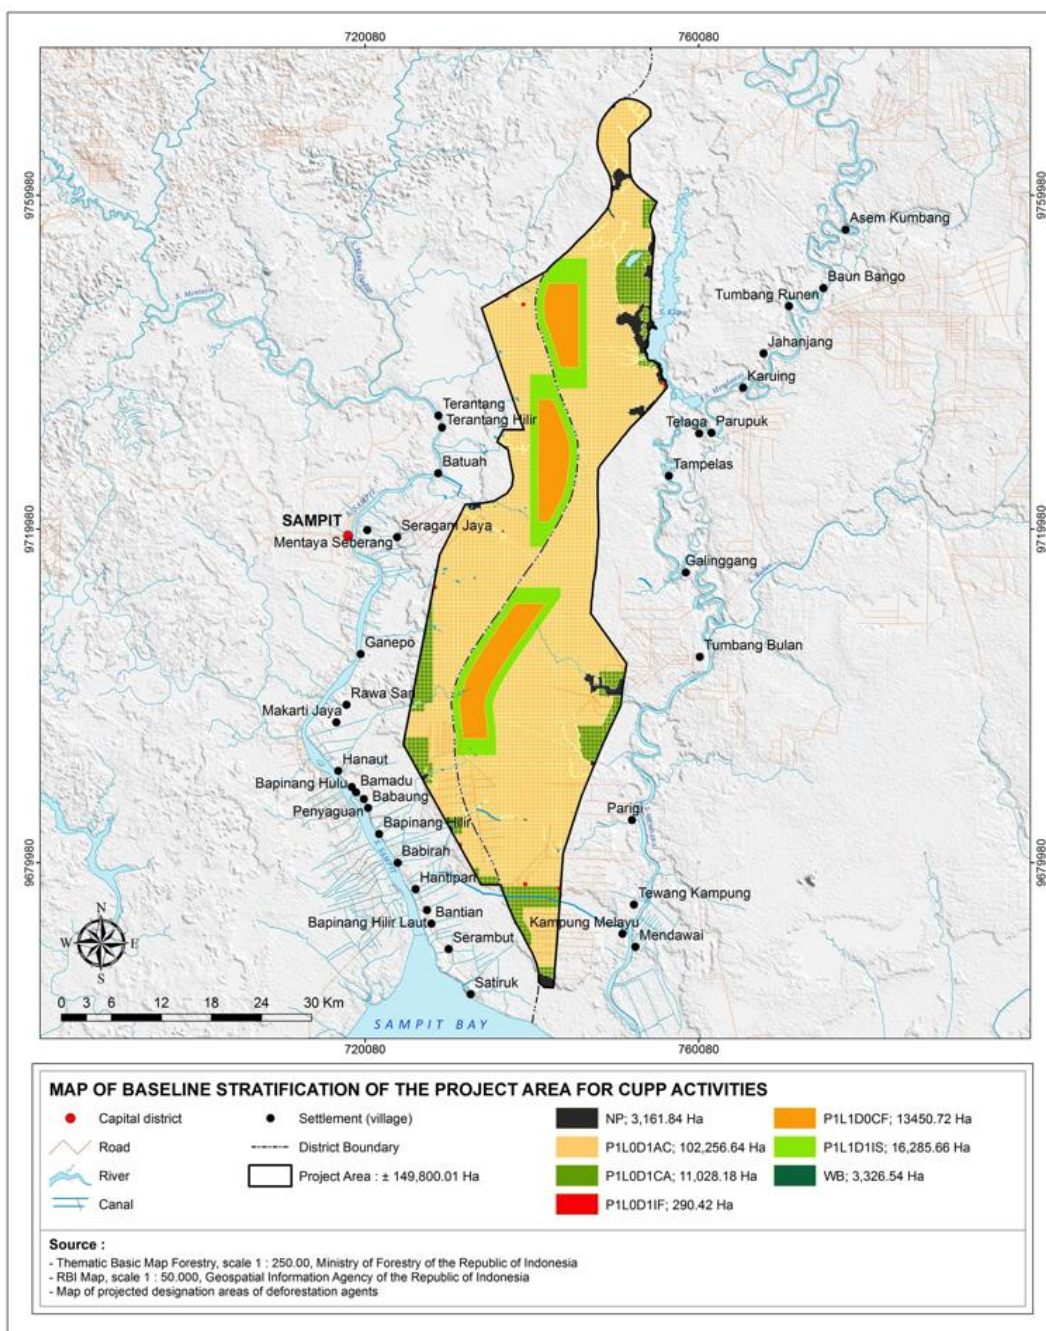 720080
760080
9759980
9759980
Asem Kumbang
Baun Bango
Tumbang Runen
S. Mentaya
Jahanjang
Karuing
Terantang
Terantang Hilir
Telaga
Parupuk
Batuah
Tampelas
S. SAMPIT
SAMPIT
Seragam Jaya
9719980
9719980
Mentaya Seberang
Galinggang
Ganepo
Tumbang Bulan
Rawa Sari
Makarti Jaya
Hanaut
Bapinang Hulu
Bamadu
Babaung
Penyaguan
Parigi
Bapinang Hilir
9679980
9679980
Babirah
S. SAMPIT
Hantipan
Tewang Kampung
Bantian
Bapinang Hilir Laut
Kampung Melayu
Mendawai
Serambut
N
W E
S
Satiruk
0 3 6 12 18 24 30 Km
SAMPIT BAY
720080
760080
MAP OF BASELINE STRATIFICATION OF THE PROJECT AREA FOR CUPP ACTIVITIES
Capital district
Settlement (village)
NP; 3,161.84 Ha
P1L1D0CF; 13450.72 Ha
Road
District Boundary
P1L0D1AC; 102,256.64 Ha
P1L1D1IS; 16,285.66 Ha
River
Project Area : ± 149,800.01 Ha
P1L0D1CA; 11,028.18 Ha
WB; 3,326.54 Ha
Canal
P1L0D1IF; 290.42 Ha
Source :
- Thematic Basic Map Forestry, scale 1 : 250.00, Ministry of Forestry of the Republic of Indonesia
- RBI Map, scale 1 : 50.000, Geospatial Information Agency of the Republic of Indonesia
- Map of projected designation areas of deforestation agents